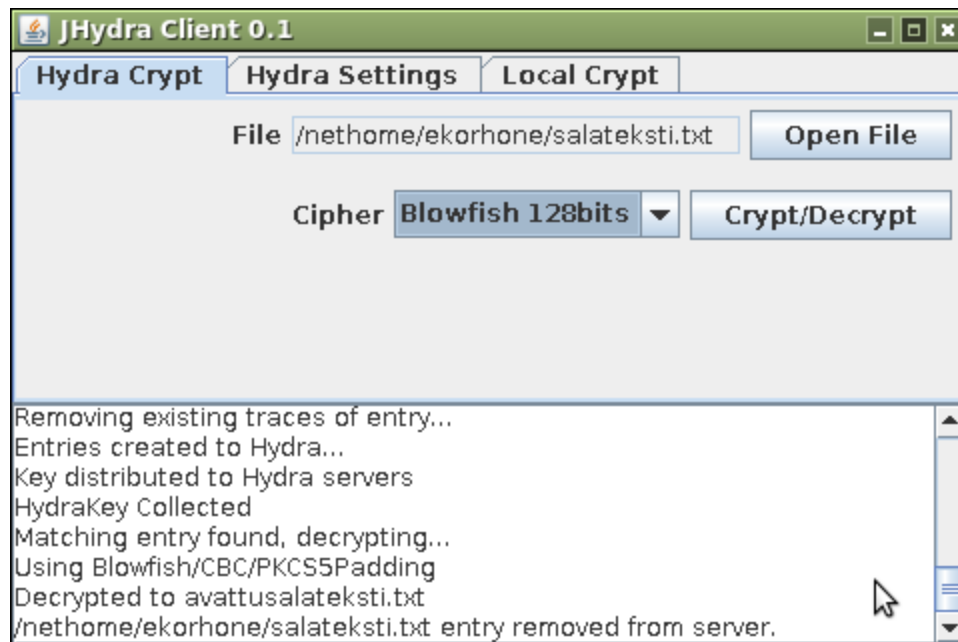 JHydra Client 0.1
Hydra Crypt Hydra Settings Local Crypt
File /nethome/ekorhone/salateksti.txt Open File
Cipher Blowfish 128bits Crypt/Decrypt
Removing existing traces of entry...
Entries created to Hydra...
Key distributed to Hydra servers
HydraKey Collected
Matching entry found, decrypting...
Using Blowfish/CBC/PKCS5Padding
Decrypted to avattusalateksti.txt
/nethome/ekorhone/salateksti.txt entry removed from server.